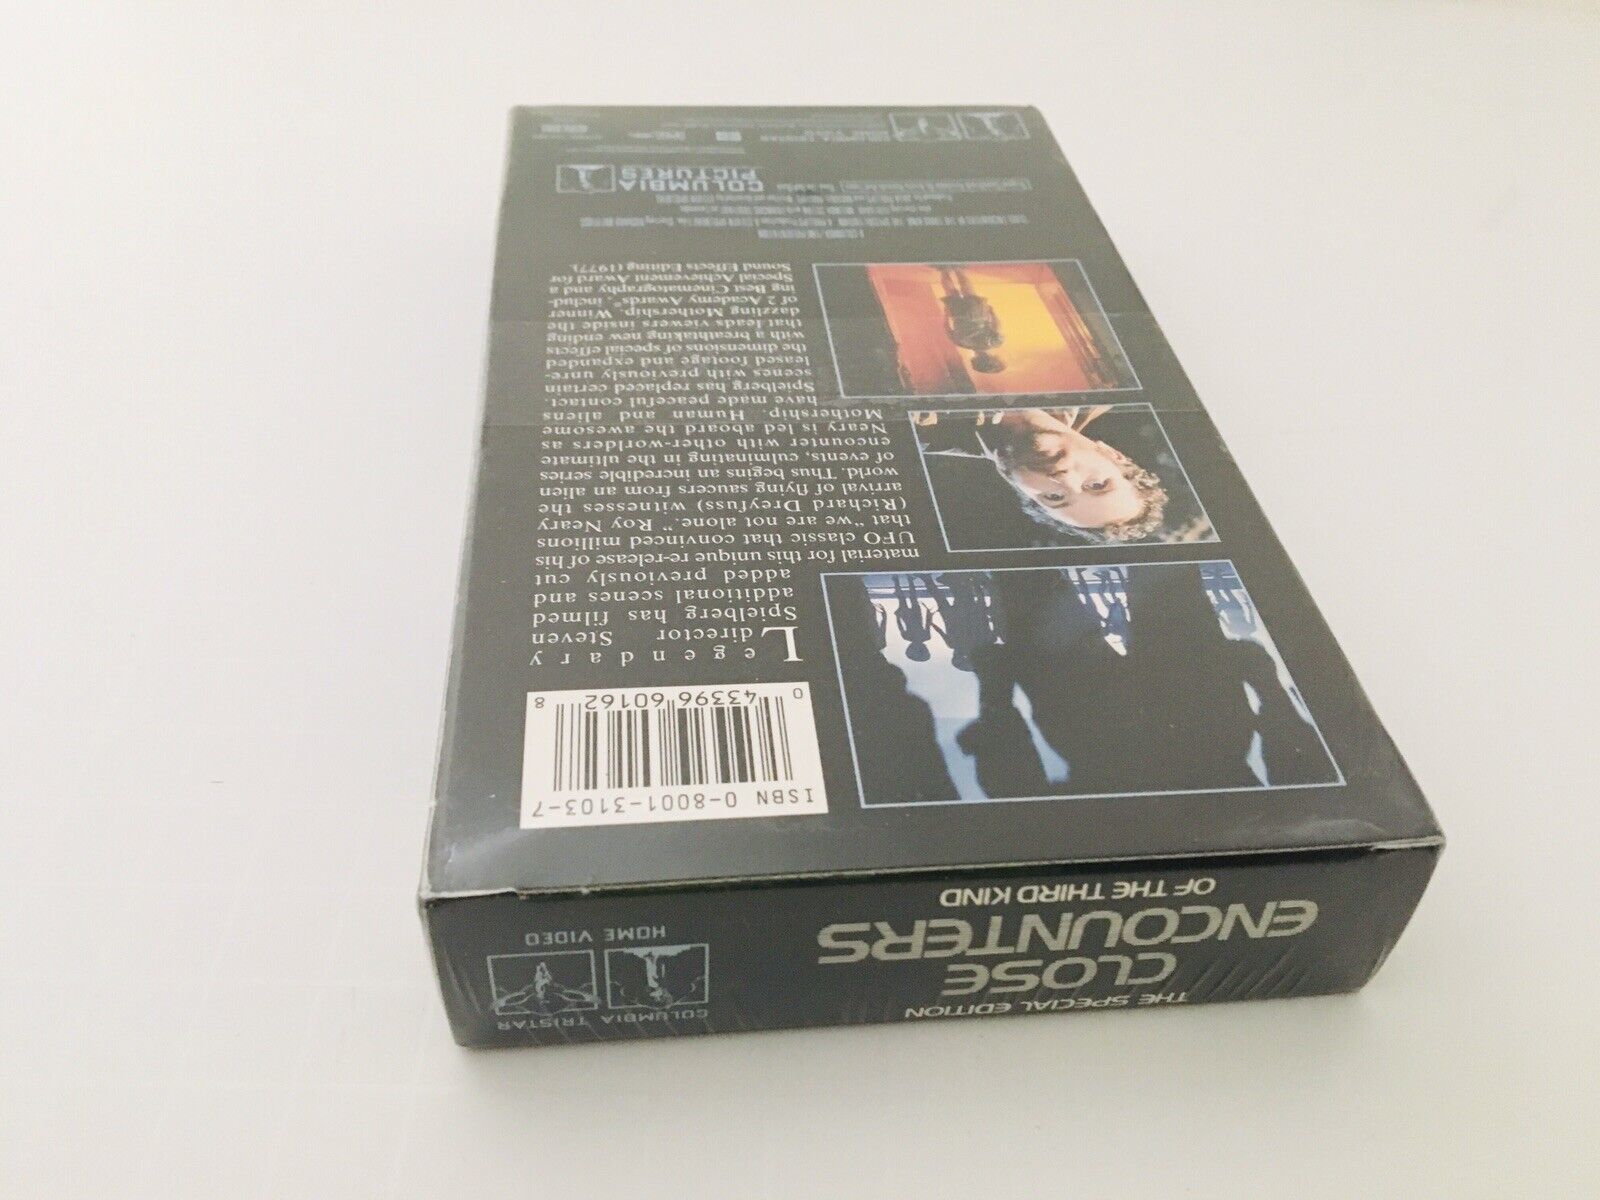 THE SPECIAL EDITION
CLOSE
ENCOUNTERS
OF THE THIRD KIND
COLUMBIA TRISTAR
HOME VIDEO
ISBN 0-8001-3103-7
0 43396 60162 8
Legendary
director Steven
Spielberg has filmed
additional scenes and
added previously cut
material for this unique re-release of his
UFO classic that convinced millions
that "we are not alone." Roy Neary
(Richard Dreyfuss) witnesses the
arrival of flying saucers from an alien
world. Thus begins an incredible series
of events, culminating in the ultimate
encounter with other-worlders as
Neary is led aboard the awesome
Mothership. Human and aliens
have made peaceful contact.
Spielberg has replaced certain
scenes with previously unre-
leased footage and expanded
the dimensions of special effects
with a breathtaking new ending
that leads viewers inside the
dazzling Mothership. Winner
of 2 Academy Awards®, includ-
ing Best Cinematography and a
Special Achievement Award for
Sound Effects Editing (1977).
COLUMBIA
PICTURES